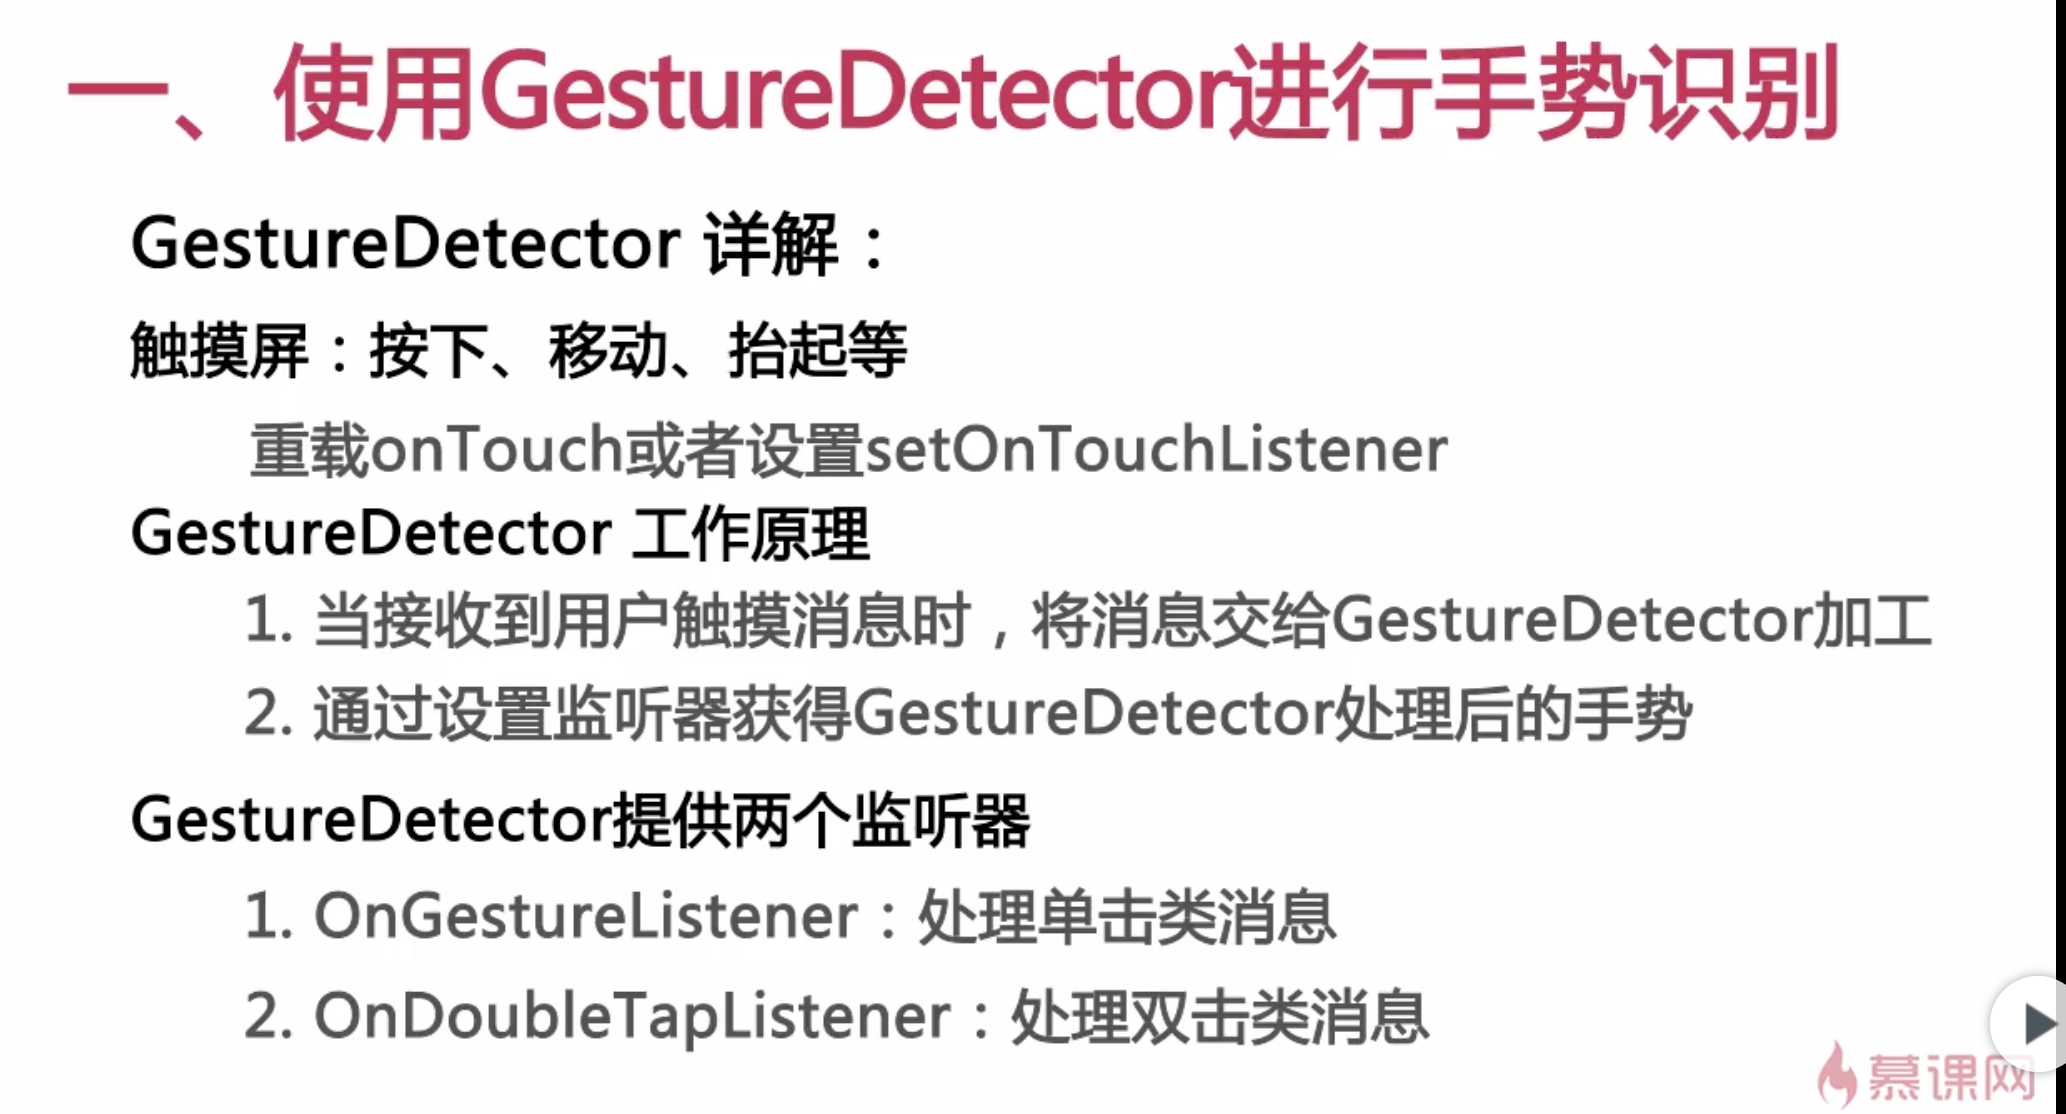 一、使用GestureDetector进行手势识别
GestureDetector 详解：
触摸屏：按下、移动、抬起等
重载onTouch或者设置setOnTouchListener
GestureDetector 工作原理
1. 当接收到用户触摸消息时，将消息交给GestureDetector加工
2. 通过设置监听器获得GestureDetector处理后的手势
GestureDetector提供两个监听器
1. OnGestureListener：处理单击类消息
2. OnDoubleTapListener：处理双击类消息
慕课网